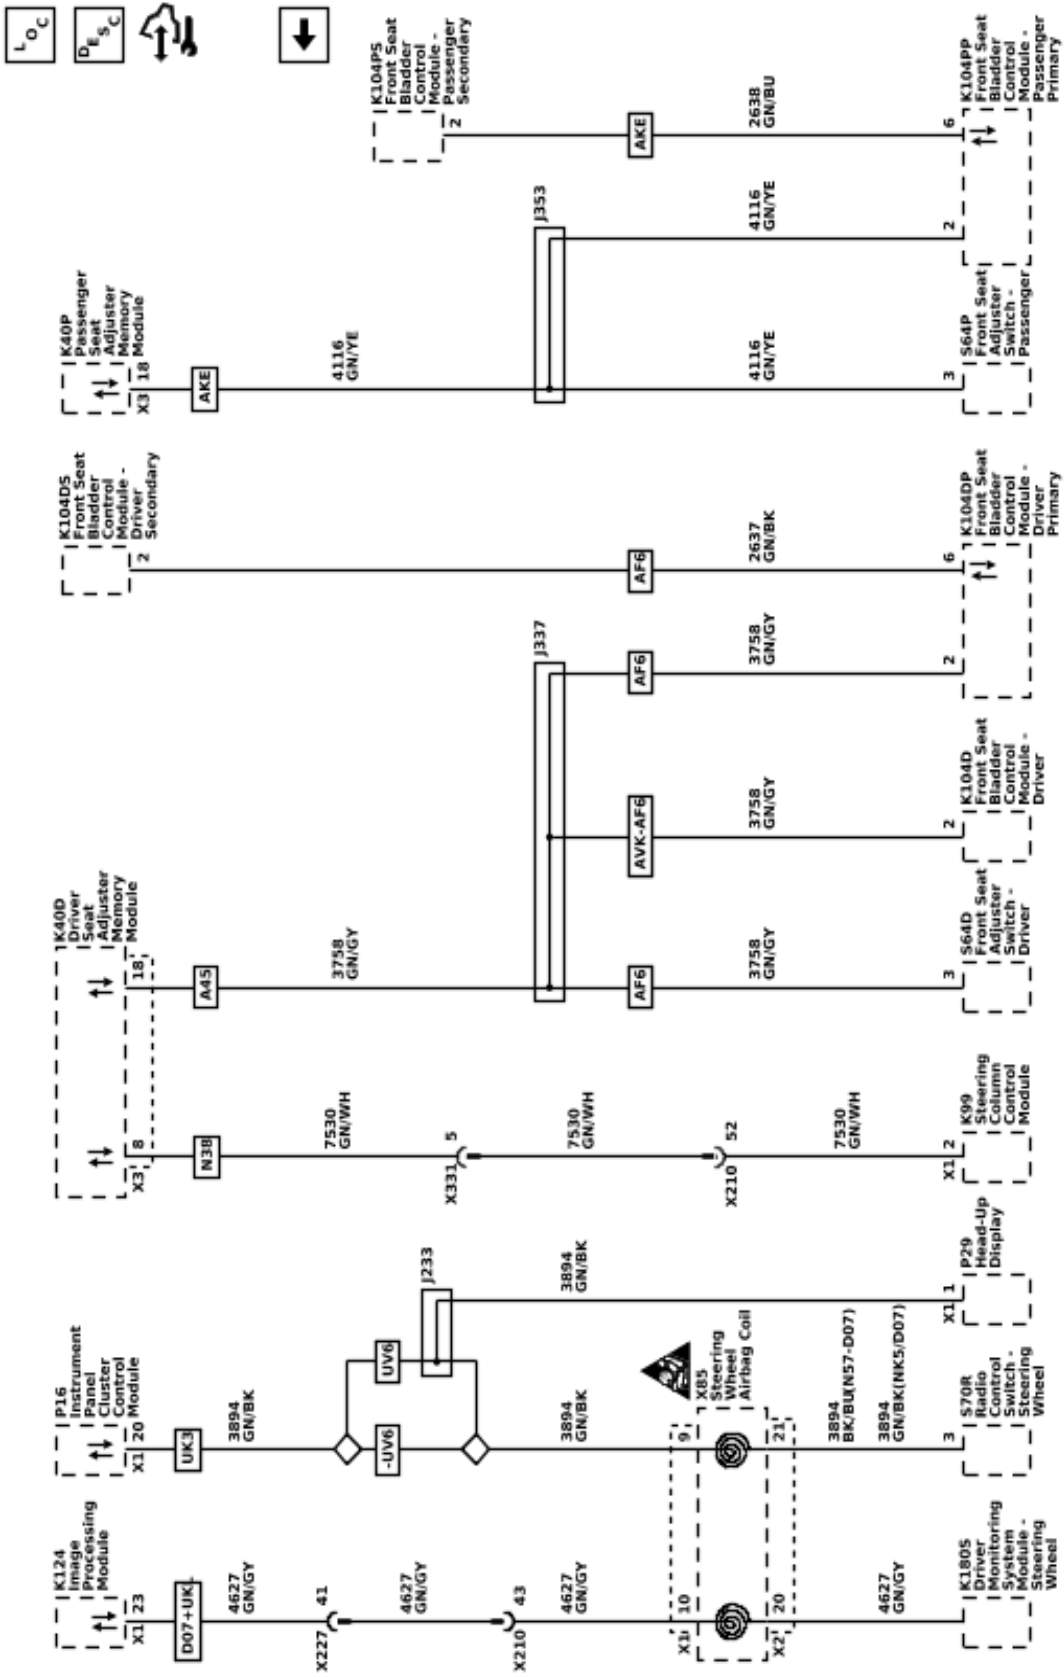 K124
Image
Processing
Module
X1 23
D07+UK_
4627
GN/GY
X227 41
4627
GN/GY
X210 43
4627
GN/GY
X1 10
X2 20
4627
GN/GY
K180S
Driver
Monitoring
System
Module -
Steering
Wheel
P16
Instrument
Panel
Cluster
Control
Module
X1 20
UK3
3894
GN/BK
-UV6
UV6
J233
3894
GN/BK
9
X85
Steering
Wheel
Airbag Coil
21
3894
BK/BU(N57-D07)
3894
GN/BK(NK5/D07)
3
S70R
Radio
Control
Switch -
Steering
Wheel
3894
GN/BK
X1 1
P29
Head-Up
Display
K40D
Driver
Seat
Adjuster
Memory
Module
X3 8
18
N38
7530
GN/WH
X331 5
7530
GN/WH
X210 52
7530
GN/WH
X1 2
K99
Steering
Column
Control
Module
A45
3758
GN/GY
J337
AF6
3758
GN/GY
3
S64D
Front Seat
Adjuster
Switch -
Driver
AVK-AF6
3758
GN/GY
2
K104D
Front Seat
Bladder
Control
Module -
Driver
AF6
3758
GN/GY
2
K104DS
Front Seat
Bladder
Control
Module -
Driver
Secondary
2
AF6
2637
GN/BK
6
K104DP
Front Seat
Bladder
Control
Module -
Driver
Primary
K40P
Passenger
Seat
Adjuster
Memory
Module
X3 18
AKE
4116
GN/YE
J353
4116
GN/YE
3
S64P
Front Seat
Adjuster
Switch -
Passenger
4116
GN/YE
2
K104PS
Front Seat
Bladder
Control
Module -
Passenger
Secondary
2
AKE
2638
GN/BU
6
K104PP
Front Seat
Bladder
Control
Module -
Passenger
Primary
LOC
DESC